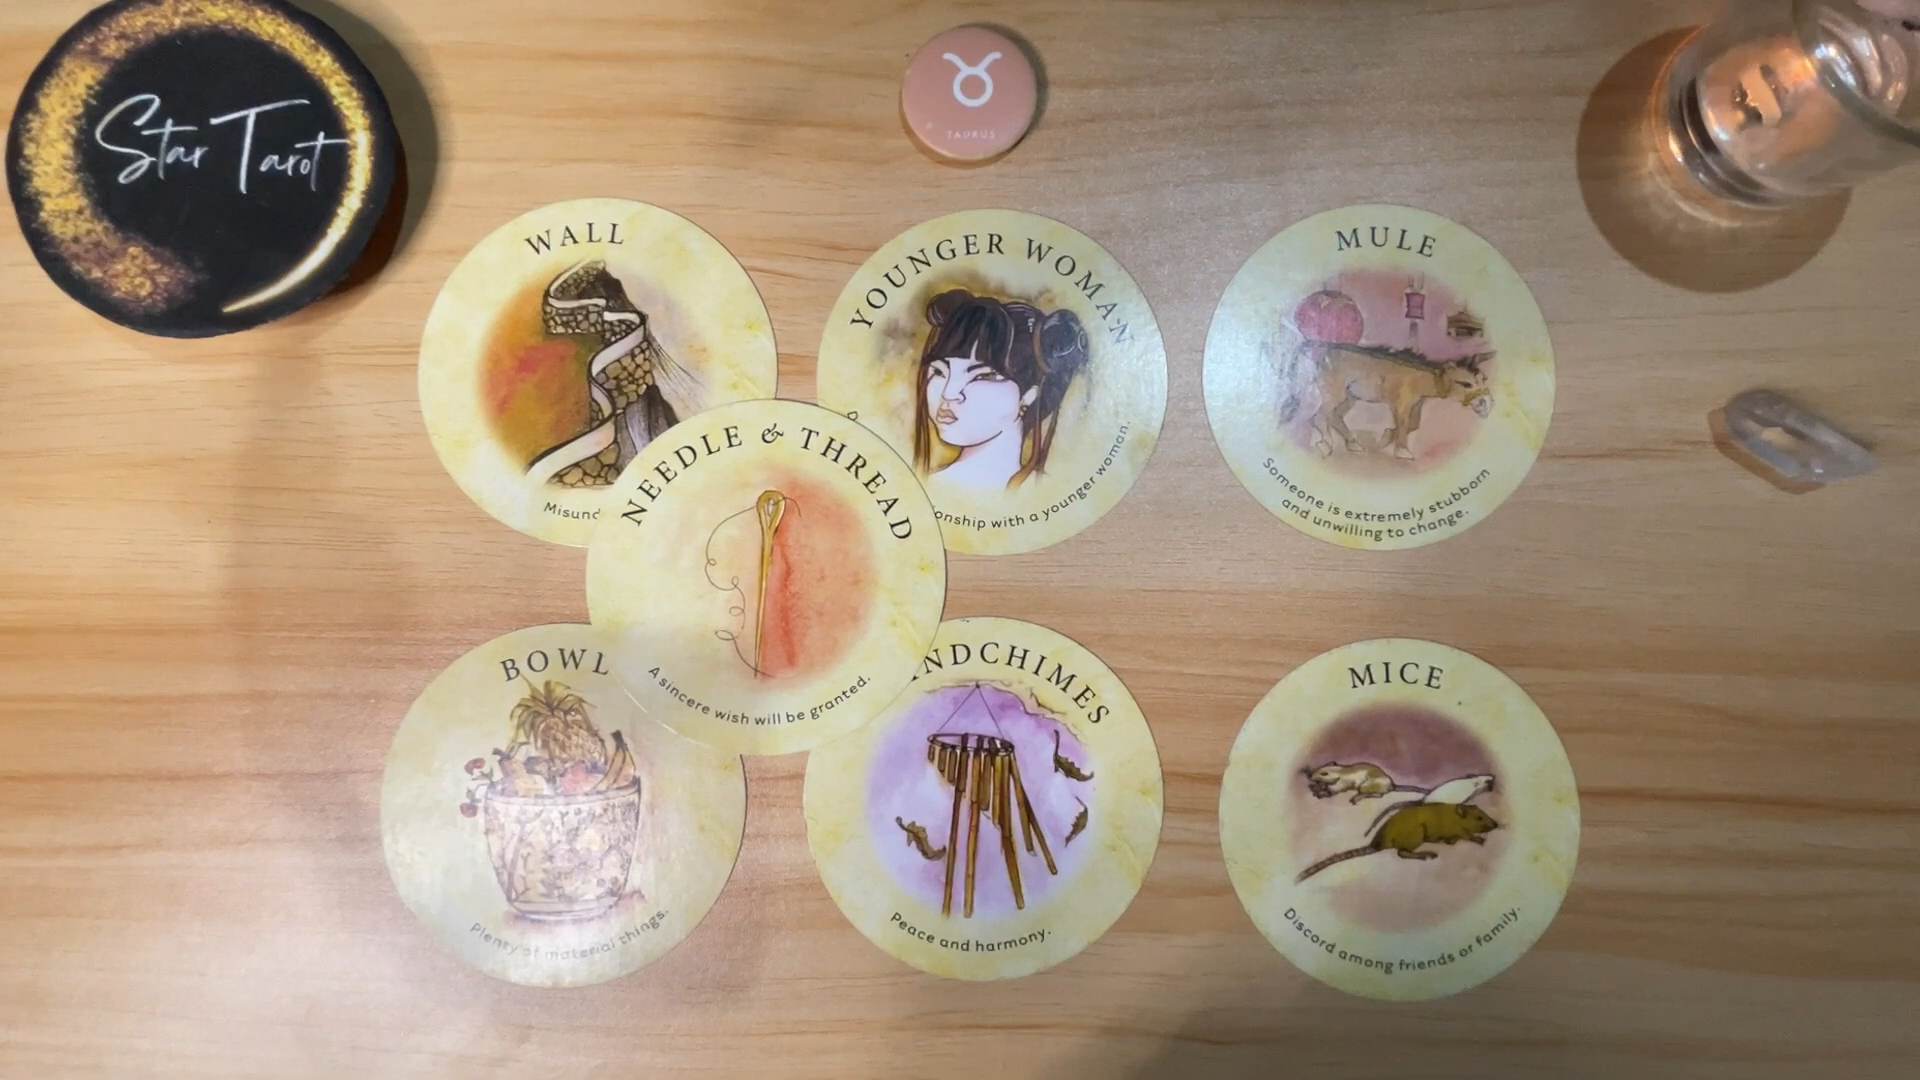 Star Tarot
TAURUS
WALL
YOUNGER WOMAN
onship with a younger woman.
MULE
Someone is extremely stubborn
and unwilling to change.
NEEDLE & THREAD
A sincere wish will be granted.
BOWL
Plenty of material things.
NDCHIMES
Peace and harmony.
MICE
Discord among friends or family.
Misund